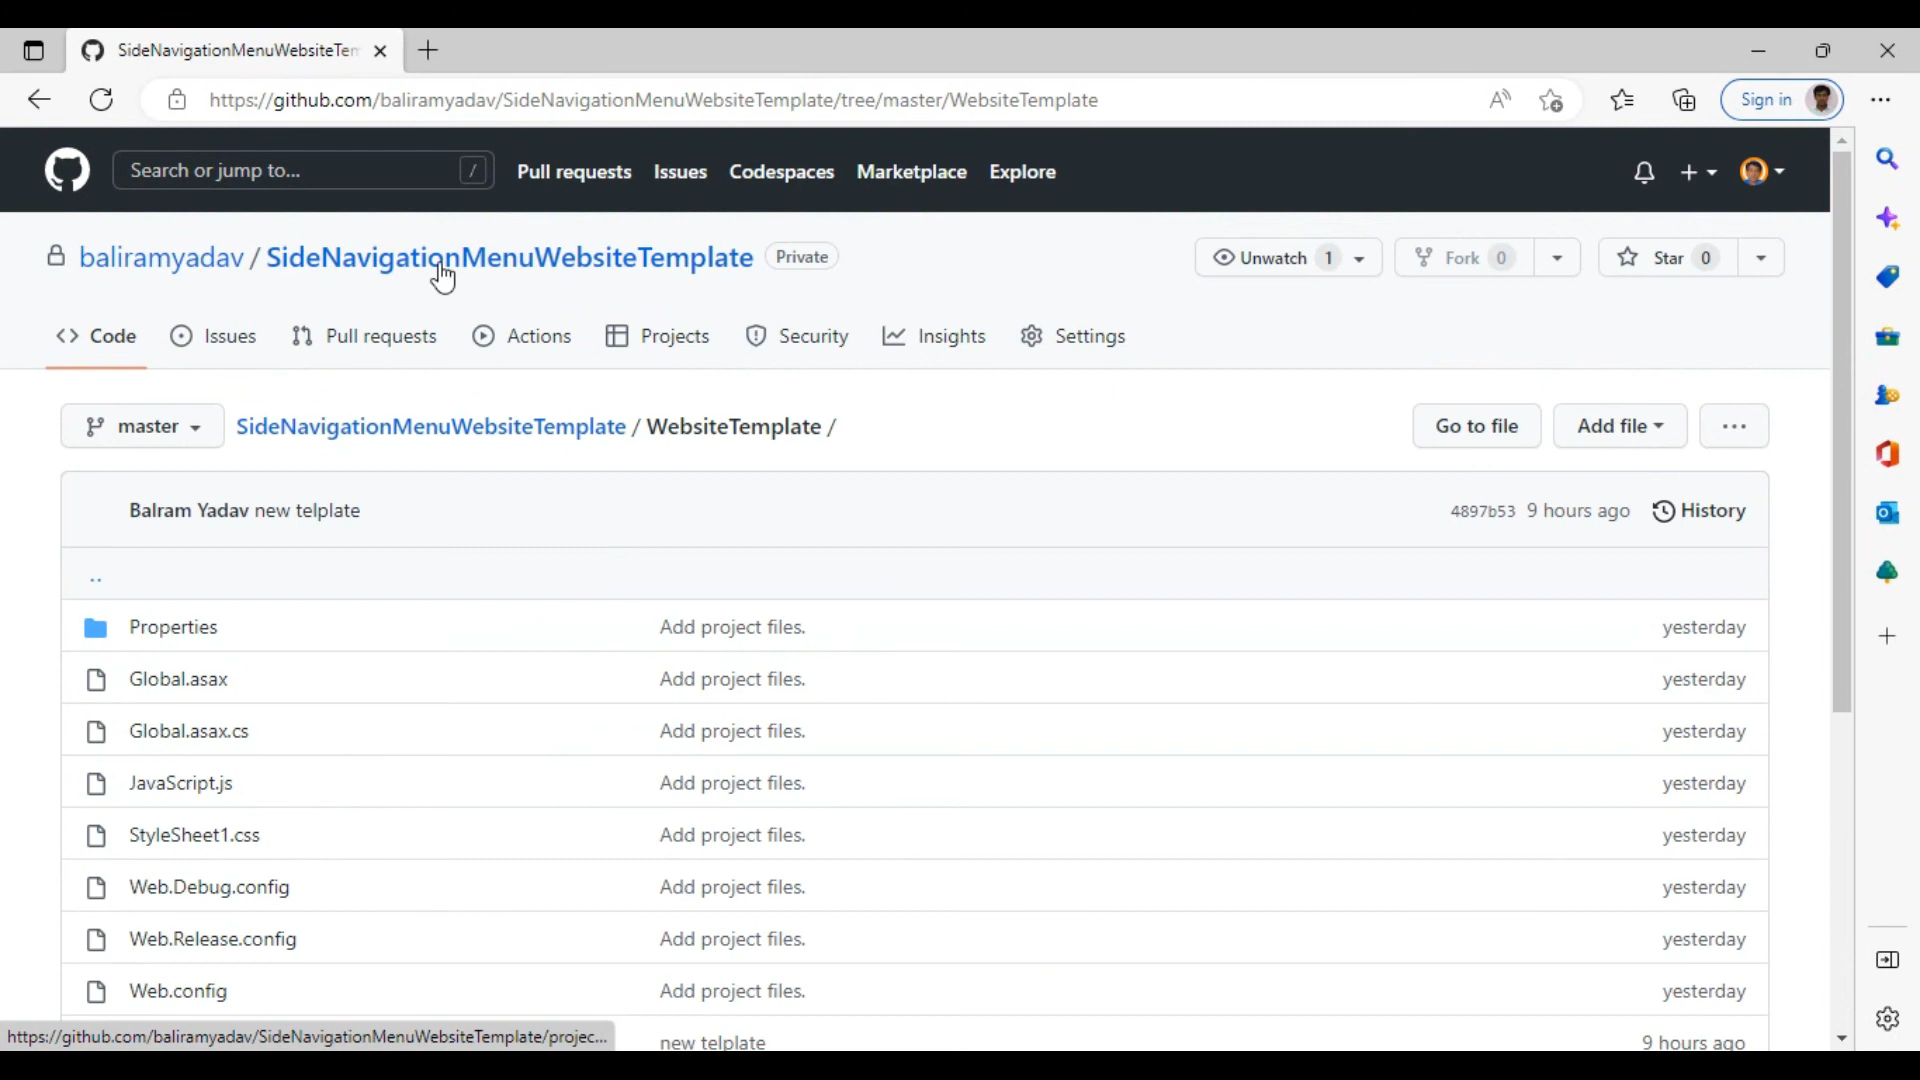 SideNavigationMenuWebsiteTem
https://github.com/baliramyadav/SideNavigationMenuWebsiteTemplate/tree/master/WebsiteTemplate
Sign in
Search or jump to... /
Pull requests Issues Codespaces Marketplace Explore
baliramyadav / SideNavigationMenuWebsiteTemplate Private
Unwatch 1 Fork 0 Star 0
Code Issues Pull requests Actions Projects Security Insights Settings
master SideNavigationMenuWebsiteTemplate / WebsiteTemplate /
Go to file Add file ...
Balram Yadav new telplate 4897b53 9 hours ago History
..
Properties Add project files. yesterday
Global.asax Add project files. yesterday
Global.asax.cs Add project files. yesterday
JavaScript.js Add project files. yesterday
StyleSheet1.css Add project files. yesterday
Web.Debug.config Add project files. yesterday
Web.Release.config Add project files. yesterday
Web.config Add project files. yesterday
new telplate 9 hours ago
https://github.com/baliramyadav/SideNavigationMenuWebsiteTemplate/projec...